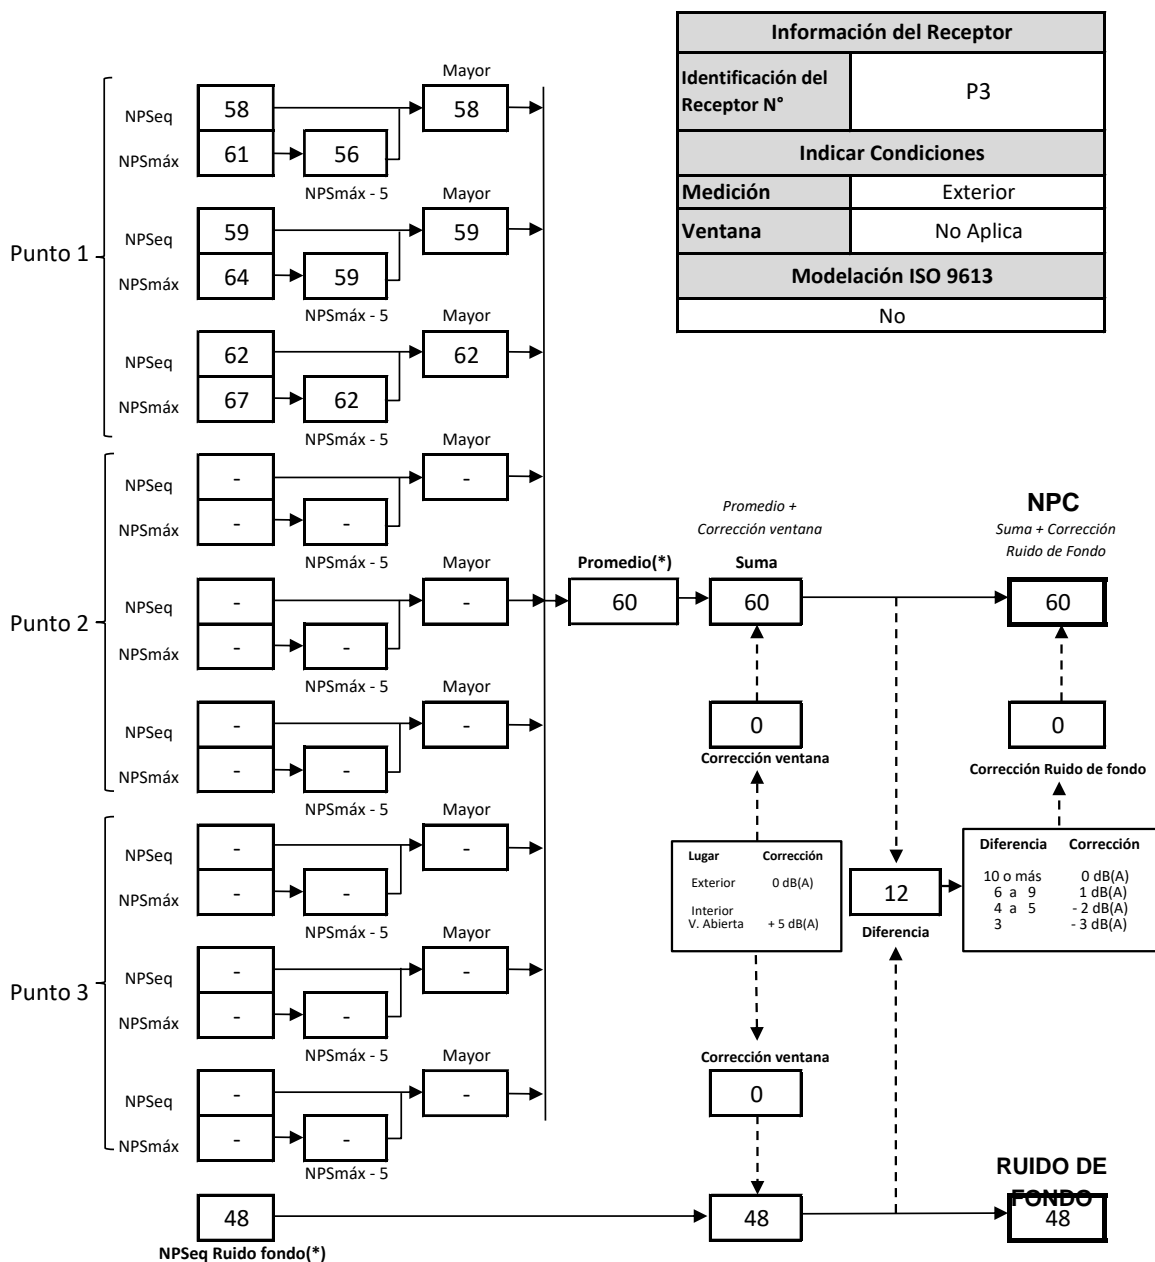 Información del Receptor
Identificación del
Receptor N°
P3
Indicar Condiciones
Medición Exterior
Ventana No Aplica
Modelación ISO 9613
No
Punto 1
Mayor
NPSeq 58 58
NPSmáx 61 56
NPSmáx - 5
Mayor
NPSeq 59 59
NPSmáx 64 59
NPSmáx - 5
Mayor
NPSeq 62 62
NPSmáx 67 62
NPSmáx - 5
Punto 2
Mayor
NPSeq - -
NPSmáx - -
NPSmáx - 5
Mayor
NPSeq - -
NPSmáx - -
NPSmáx - 5
Mayor
NPSeq - -
NPSmáx - -
NPSmáx - 5
Punto 3
Mayor
NPSeq - -
NPSmáx - -
NPSmáx - 5
Mayor
NPSeq - -
NPSmáx - -
NPSmáx - 5
Mayor
NPSeq - -
NPSmáx - -
NPSmáx - 5
Promedio(*)
60
Promedio +
Corrección ventana
Suma
60
0
Corrección ventana
Lugar Corrección
Exterior 0 dB(A)
Interior
V. Abierta + 5 dB(A)
Corrección ventana
0
12
Diferencia
NPC
Suma + Corrección
Ruido de Fondo
60
0
Corrección Ruido de fondo
Diferencia Corrección
10 o más 0 dB(A)
6 a 9 1 dB(A)
4 a 5 - 2 dB(A)
3 - 3 dB(A)
48
NPSeq Ruido fondo(*)
48
RUIDO DE
FONDO
48